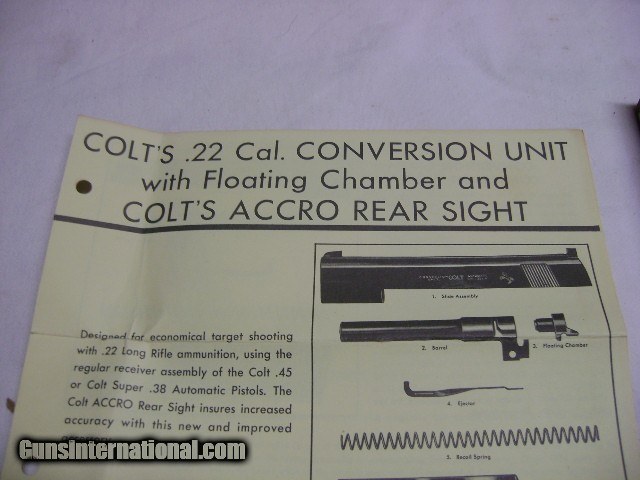 COLT'S .22 Cal. CONVERSION UNIT
with Floating Chamber and
COLT'S ACCRO REAR SIGHT
Designed for economical target shooting
with .22 Long Rifle ammunition, using the
regular receiver assembly of the Colt .45
or Colt Super .38 Automatic Pistols. The
Colt ACCRO Rear Sight insures increased
accuracy with this new and improved
1. Slide Assembly
2. Barrel
3. Floating Chamber
4. Ejector
5. Recoil Spring
GunsInternational.com